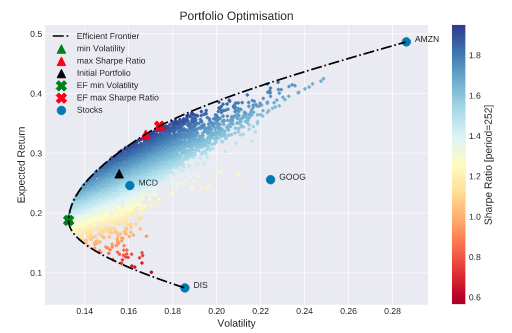 Portfolio Optimisation
Efficient Frontier
min Volatility
max Sharpe Ratio
Initial Portfolio
EF min Volatility
EF max Sharpe Ratio
Stocks
AMZN
GOOG
MCD
DIS
0.5
0.4
0.3
0.2
0.1
Expected Return
0.14 0.16 0.18 0.20 0.22 0.24 0.26 0.28
Volatility
1.8
1.6
1.4
1.2
1.0
0.8
0.6
Sharpe Ratio [period=252]